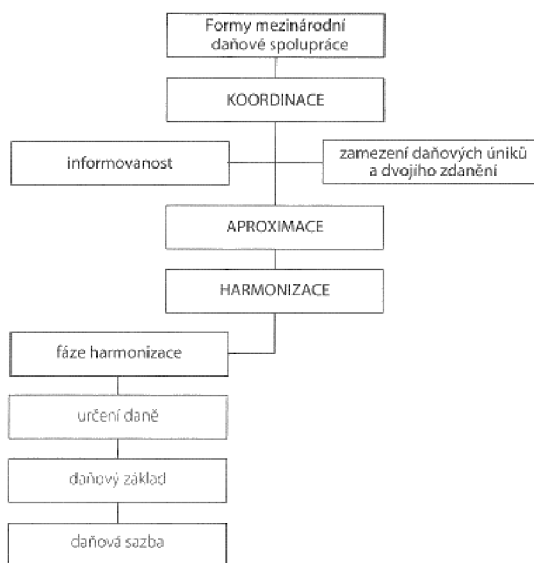 Formy mezinárodní
daňové spolupráce
KOORDINACE
informovanost
zamezení daňových úniků
a dvojího zdanění
APROXIMACE
HARMONIZACE
fáze harmonizace
určení daně
daňový základ
daňová sazba